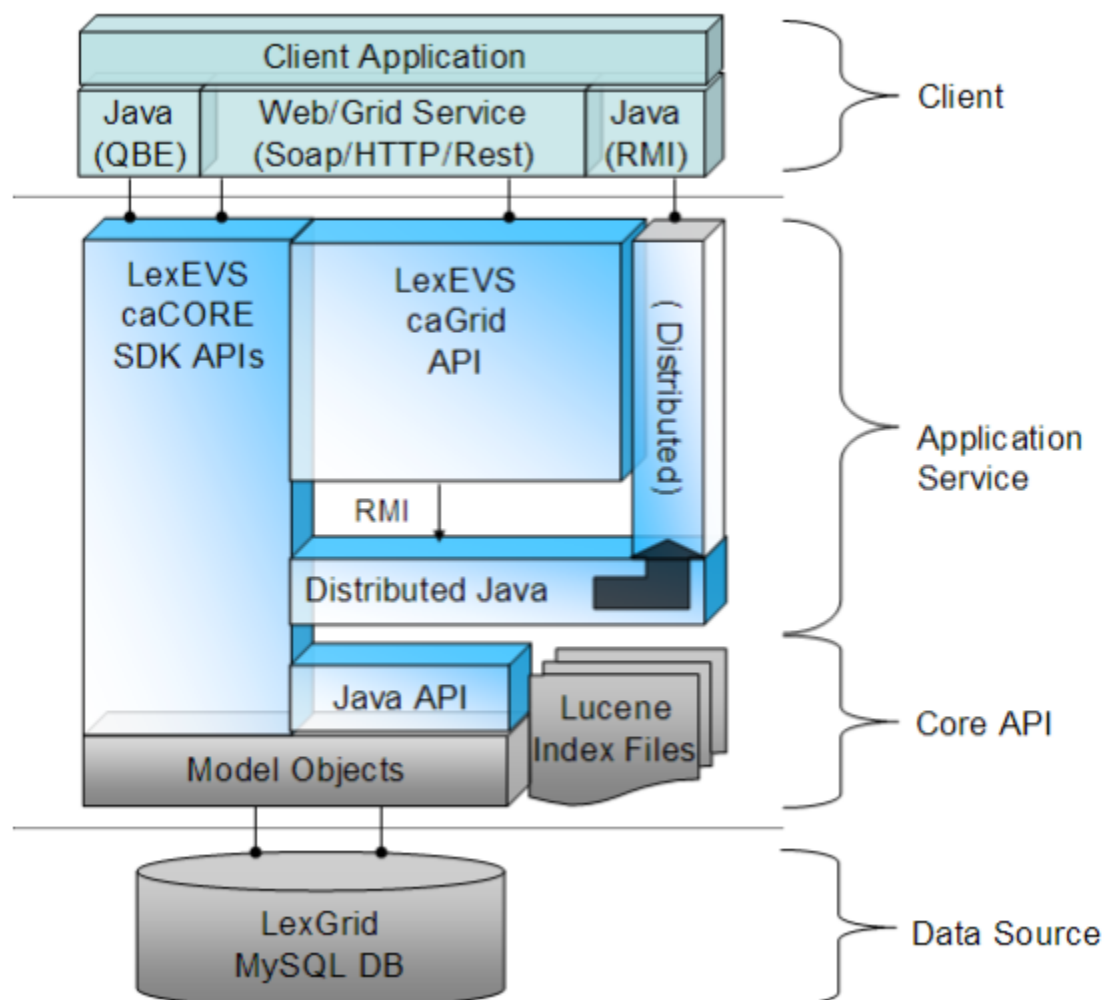 Client Application
Java
(QBE)
Web/Grid Service
(Soap/HTTP/Rest)
Java
(RMI)
Client
LexEVS
caCORE
SDK APIs
LexEVS
caGrid
API
( Distributed)
Application
Service
RMI
Distributed Java
Java API
Lucene
Index Files
Core API
Model Objects
LexGrid
MySQL DB
Data Source